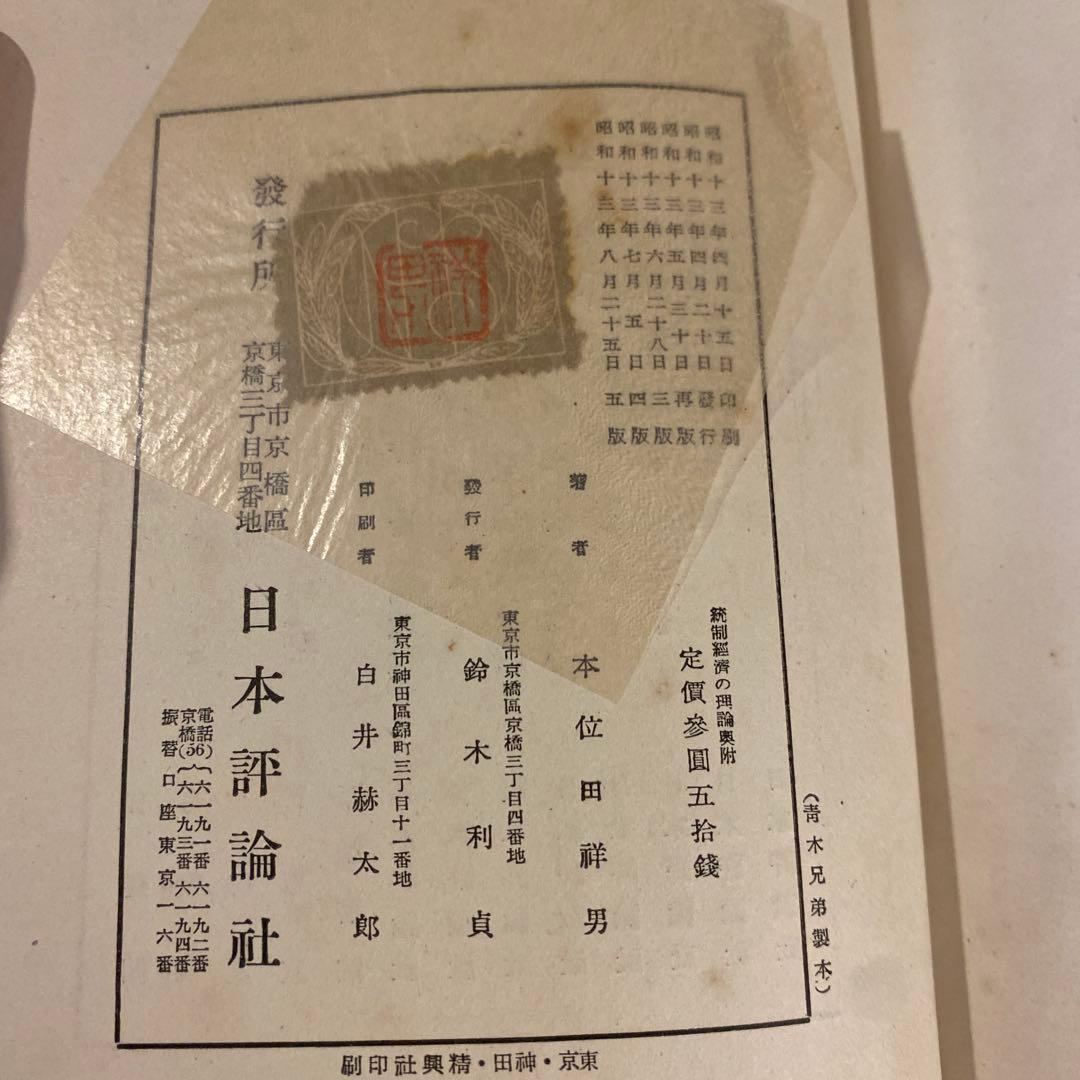 昭和十三年四月十五日印刷
昭和十三年四月二十日發行
昭和十三年五月三十日再版
昭和十三年六月二十八日三版
昭和十三年七月五日四版
昭和十三年八月二十五日五版
統制經濟の理論奧附
定價參圓五拾錢
著者 本位田祥男
東京市京橋區京橋三丁目四番地
發行者 鈴木利貞
東京市神田區錦町三丁目十一番地
印刷者 白井赫太郎
發行所
東京市京橋區
京橋三丁目四番地
日本評論社
電話
京橋(56)
六一九一番 六一九二番
六一九三番 六一九四番
振替口座東京一六番
(青木兄弟製本)
東京・神田・精興社印刷